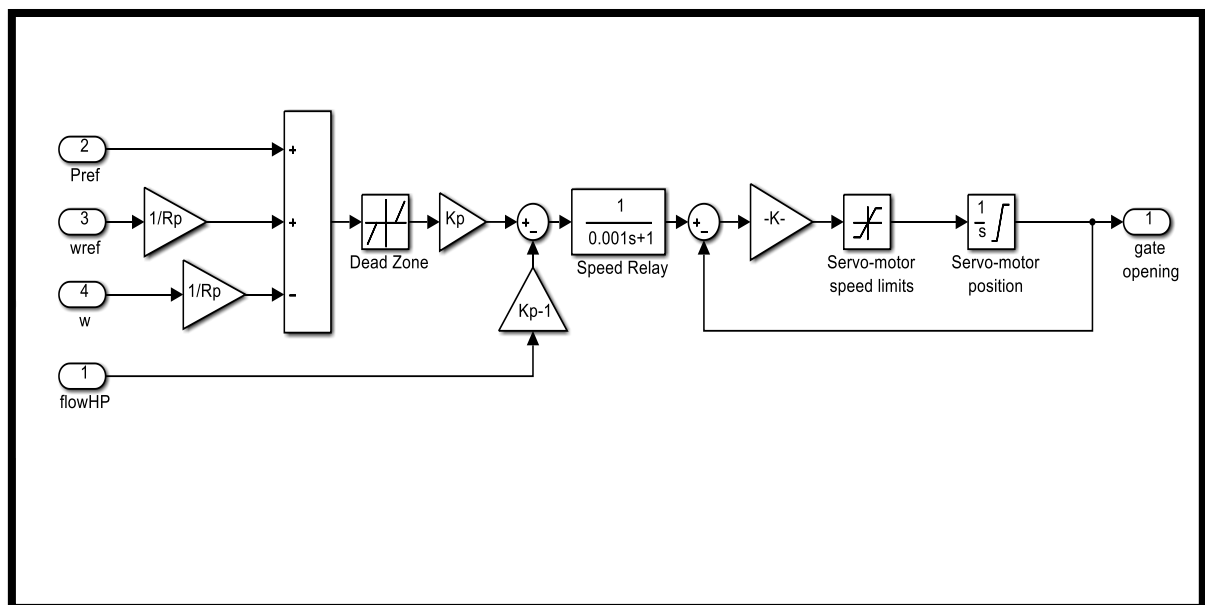 2
Pref
+
3
wref
1/Rp
+
4
w
1/Rp
−
1
flowHP
Dead Zone
Kp
+
−
Kp-1
1
0.001s+1
Speed Relay
+
−
-K-
Servo-motor
speed limits
1
s
Servo-motor
position
1
gate
opening